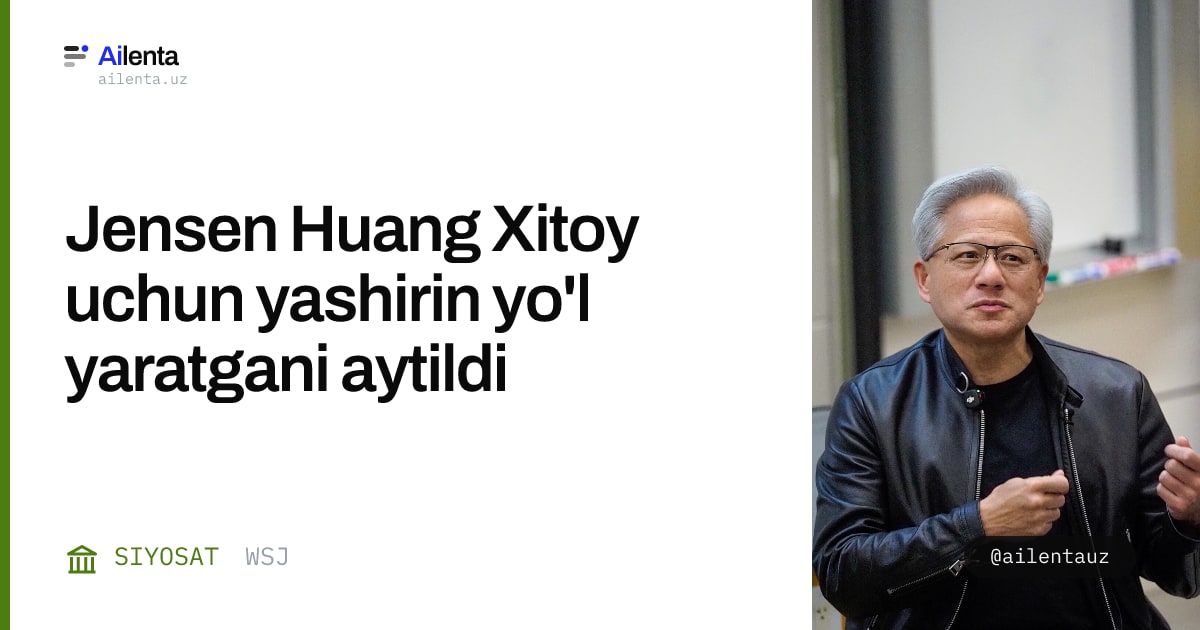 Ailenta
ailenta.uz
Jensen Huang Xitoy
uchun yashirin yo'l
yaratgani aytildi
SIYOSAT WSJ
@ailentauz